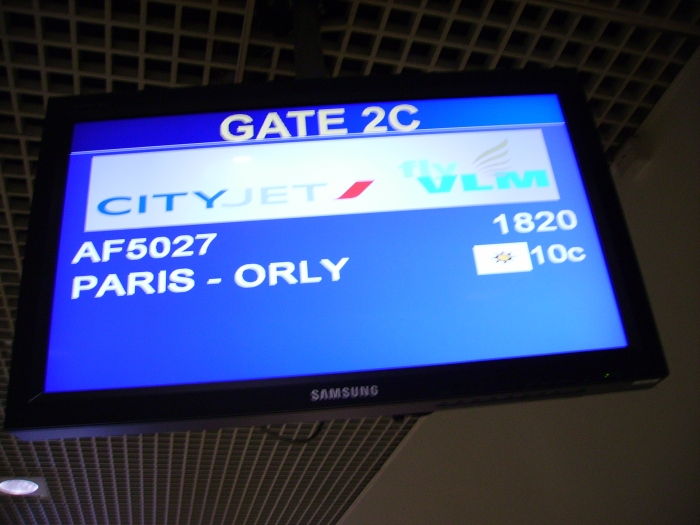 GATE 2C
CITYJET fly VLM
AF5027 1820
PARIS - ORLY 10c
SAMSUNG